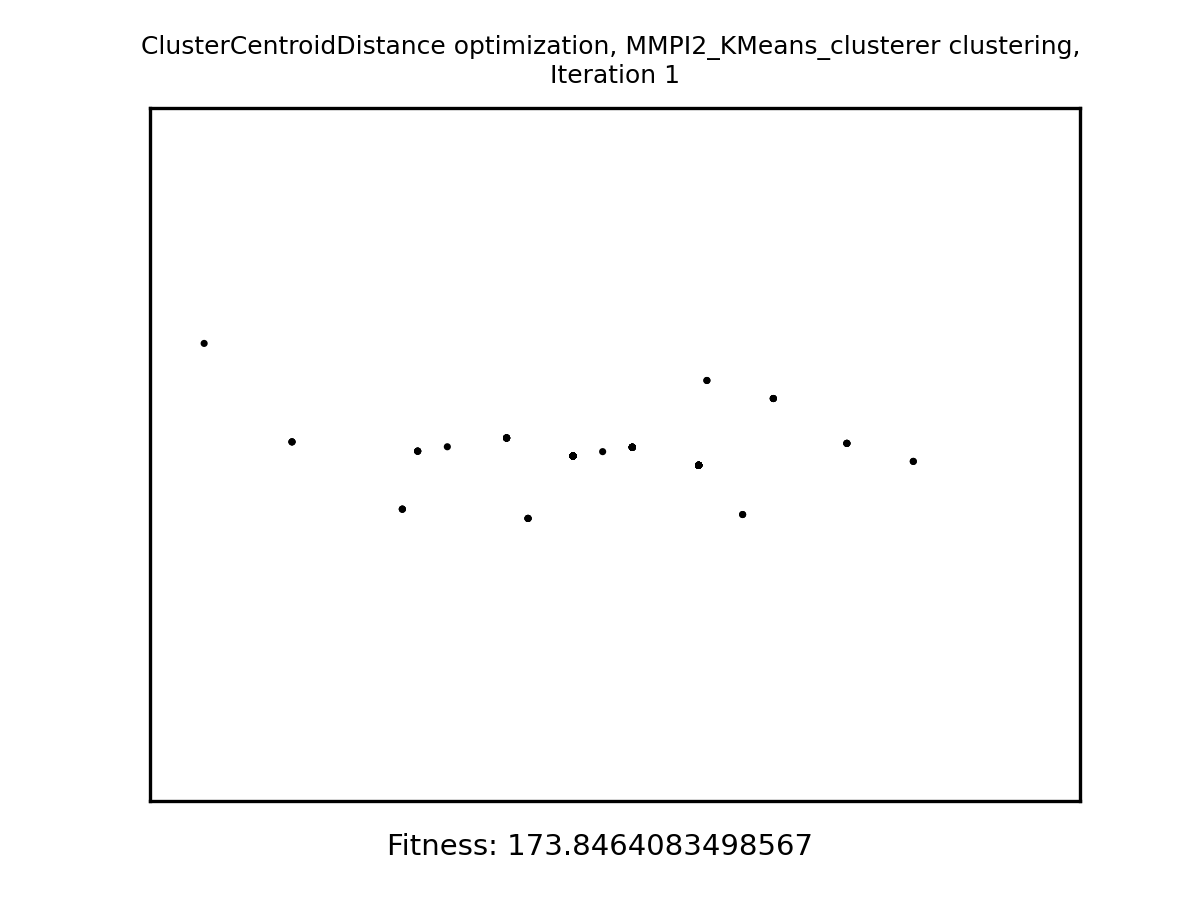 ClusterCentroidDistance optimization, MMPI2_KMeans_clusterer clustering,
Iteration 1
Fitness: 173.8464083498567